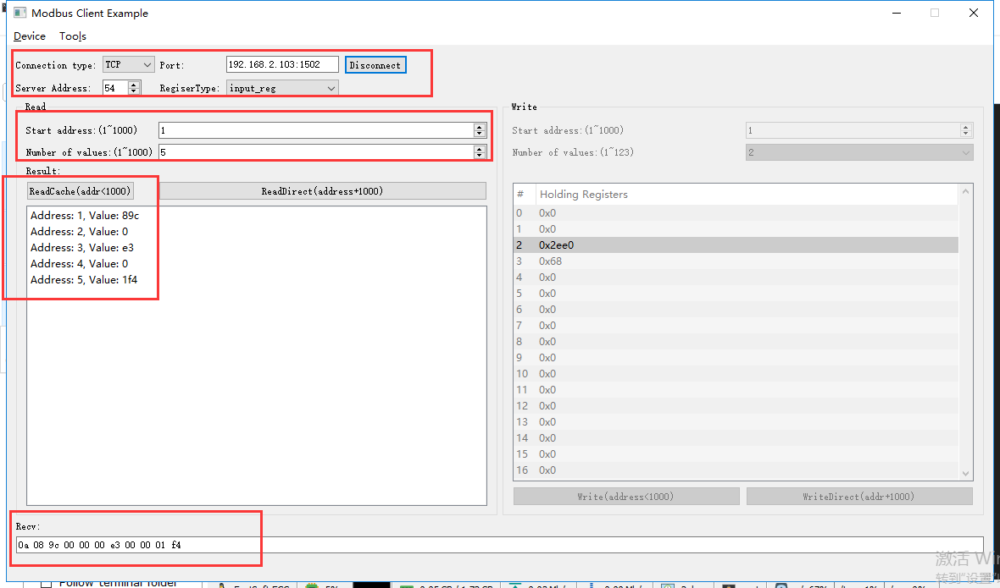 Modbus Client Example
Device Tools
Connection type: TCP Port: 192.168.2.103:1502 Disconnect
Server Address: 54 RegiserType: input_reg
Read
Start address:(1~1000) 1
Number of values:(1~1000) 5
Result:
ReadCache(addr<1000) ReadDirect(address+1000)
Address: 1, Value: 89c
Address: 2, Value: 0
Address: 3, Value: e3
Address: 4, Value: 0
Address: 5, Value: 1f4
Write
Start address:(1~1000) 1
Number of values:(1~123) 2
# Holding Registers
0 0x0
1 0x0
2 0x2ee0
3 0x68
4 0x0
5 0x0
6 0x0
7 0x0
8 0x0
9 0x0
10 0x0
11 0x0
12 0x0
13 0x0
14 0x0
15 0x0
16 0x0
Write(address<1000) WriteDirect(addr+1000)
Recv:
0a 08 9c 00 00 00 e3 00 00 01 f4
激活 Wi
转到"设置"
Follow terminal folder